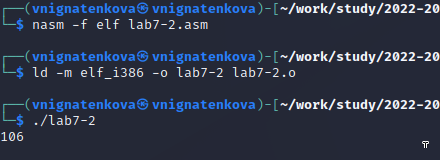 ┌──(vnignatenkova㉿ vnignatenkova)-[~/work/study/2022-20
└─$ nasm -f elf lab7-2.asm
┌──(vnignatenkova㉿ vnignatenkova)-[~/work/study/2022-20
└─$ ld -m elf_i386 -o lab7-2 lab7-2.o
┌──(vnignatenkova㉿ vnignatenkova)-[~/work/study/2022-20
└─$ ./lab7-2
106